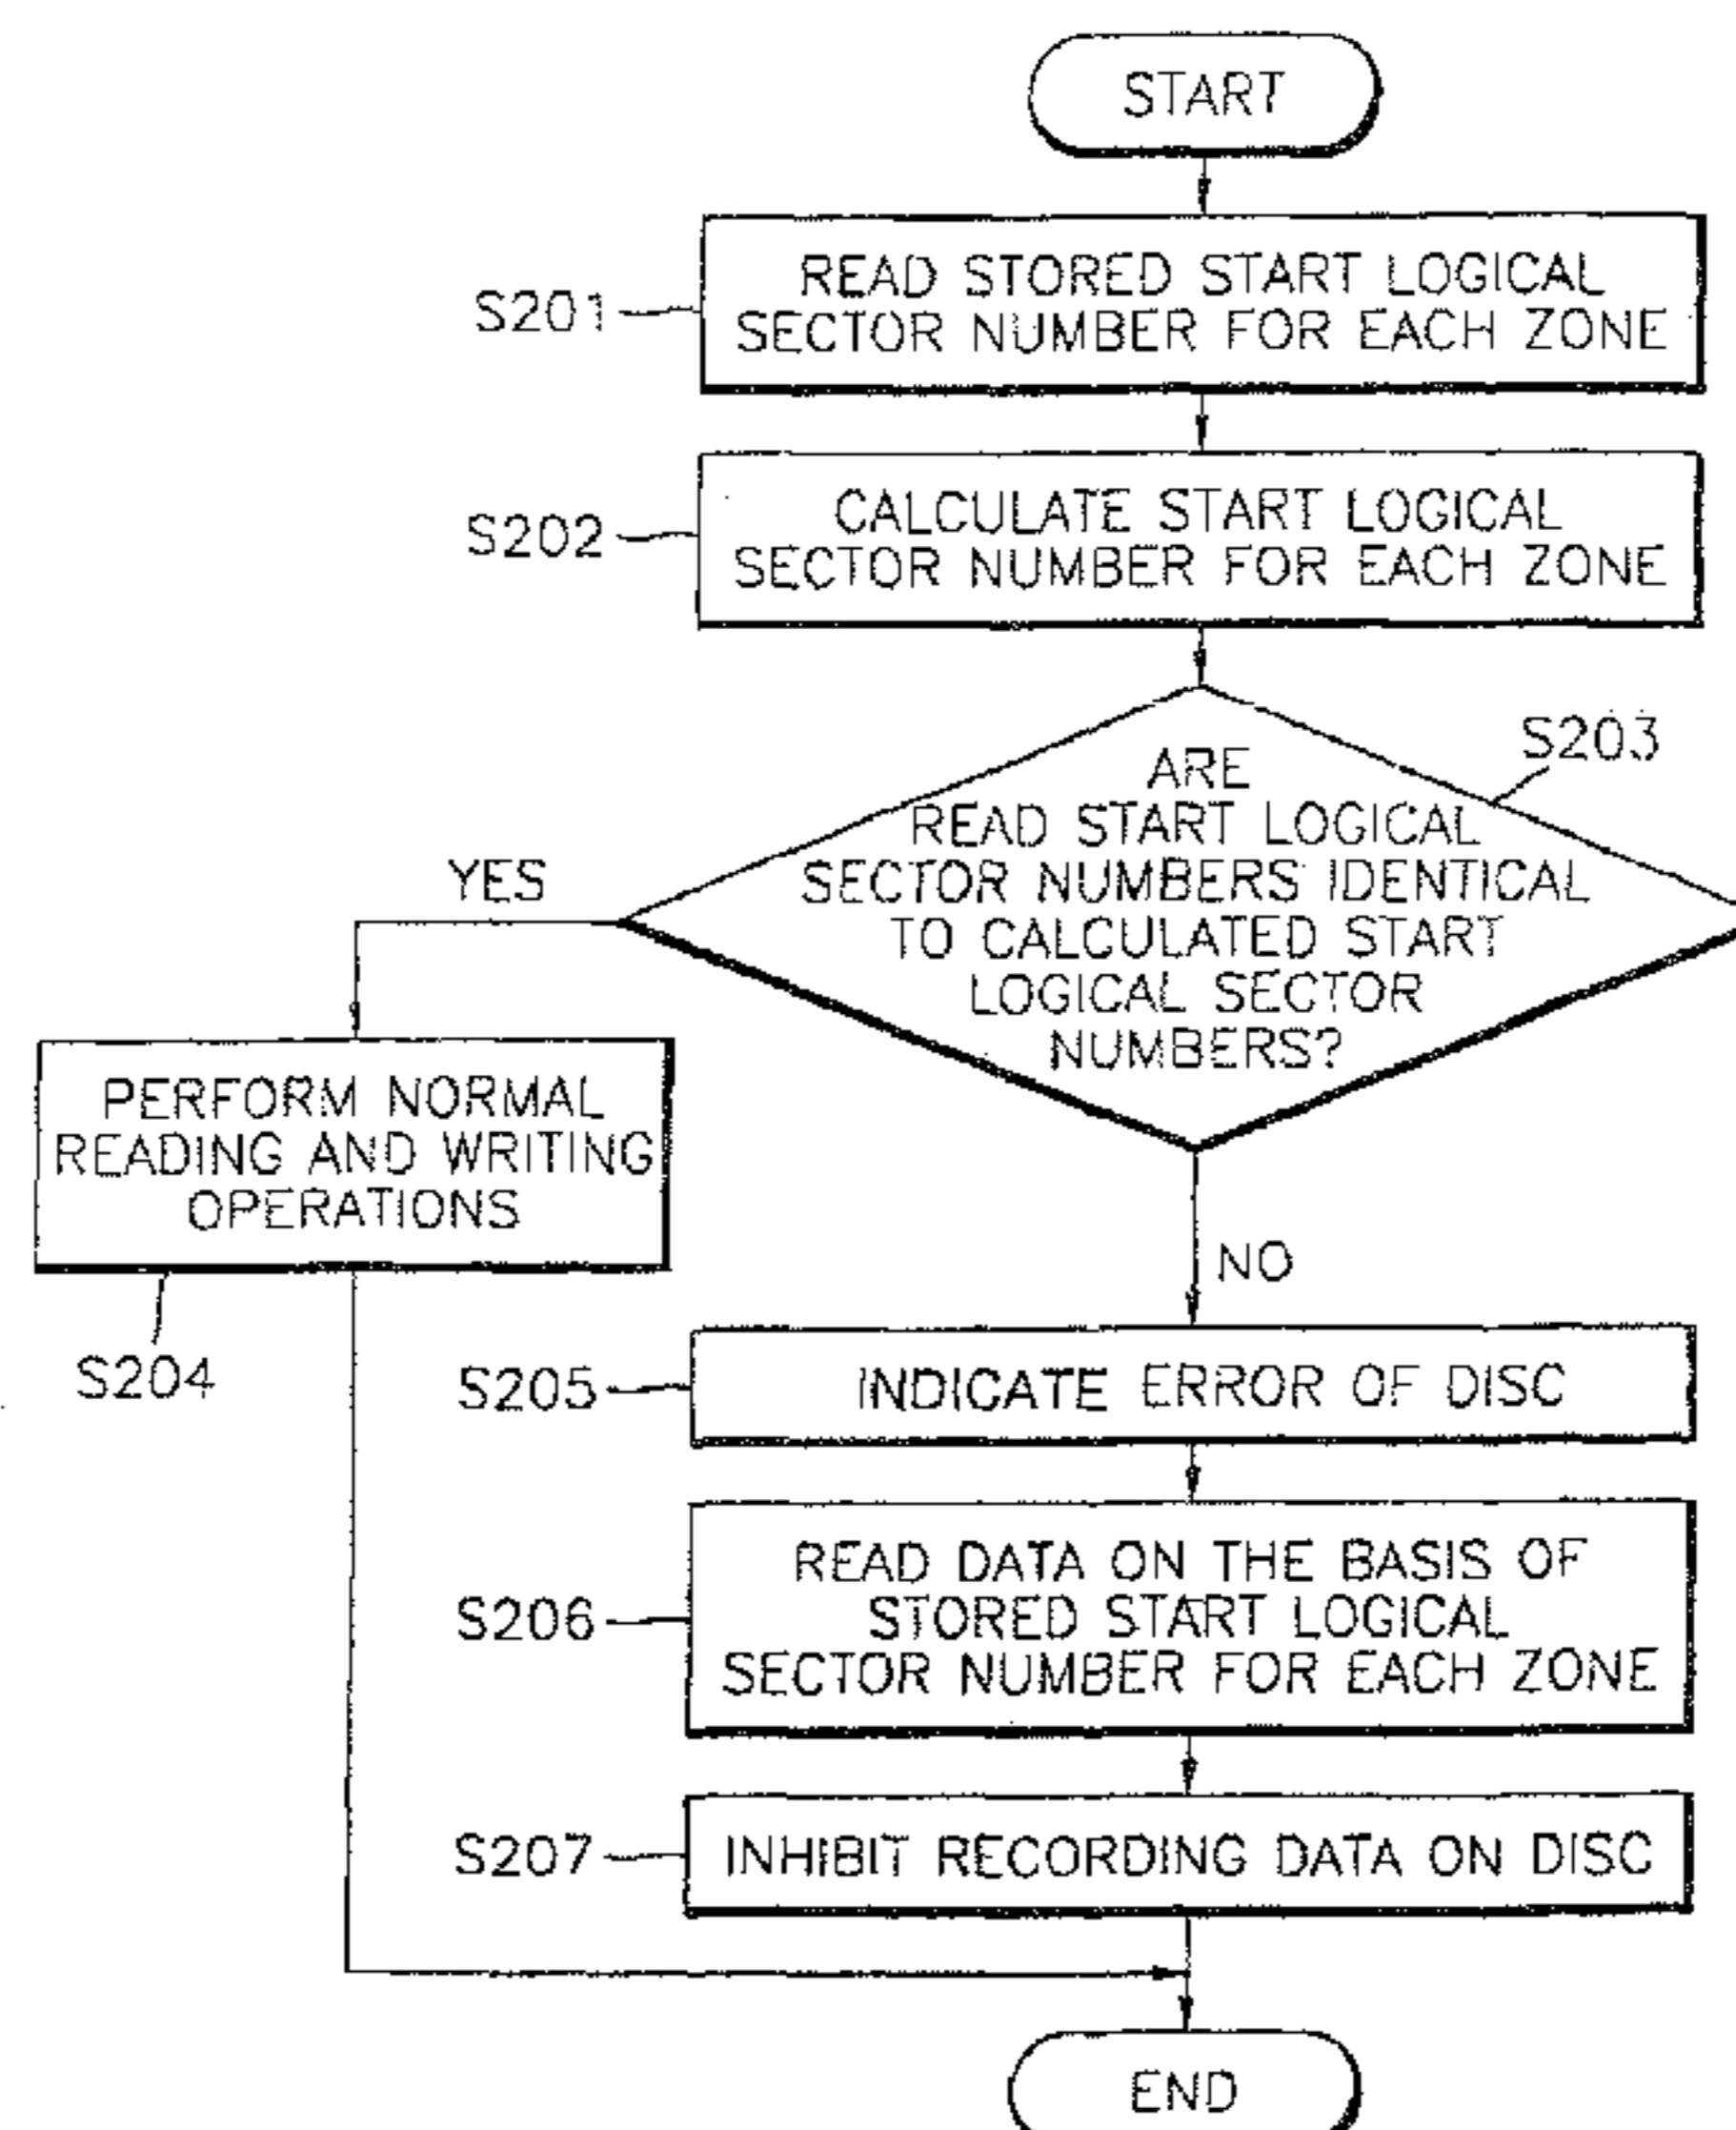 START
S201
READ STORED START LOGICAL
SECTOR NUMBER FOR EACH ZONE
S202
CALCULATE START LOGICAL
SECTOR NUMBER FOR EACH ZONE
S203
ARE
READ START LOGICAL
SECTOR NUMBERS IDENTICAL
TO CALCULATED START
LOGICAL SECTOR
NUMBERS?
YES
PERFORM NORMAL
READING AND WRITING
OPERATIONS
S204
NO
S205
INDICATE ERROR OF DISC
S206
READ DATA ON THE BASIS OF
STORED START LOGICAL
SECTOR NUMBER FOR EACH ZONE
S207
INHIBIT RECORDING DATA ON DISC
END